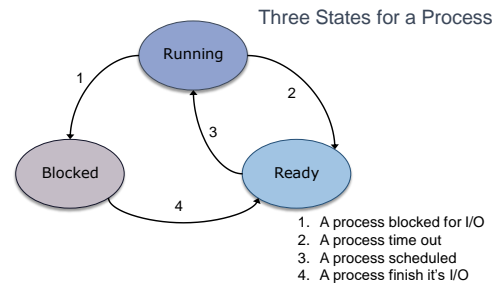 Three States for a Process
Running
1
2
3
Blocked
Ready
4
1. A process blocked for I/O
2. A process time out
3. A process scheduled
4. A process finish it's I/O